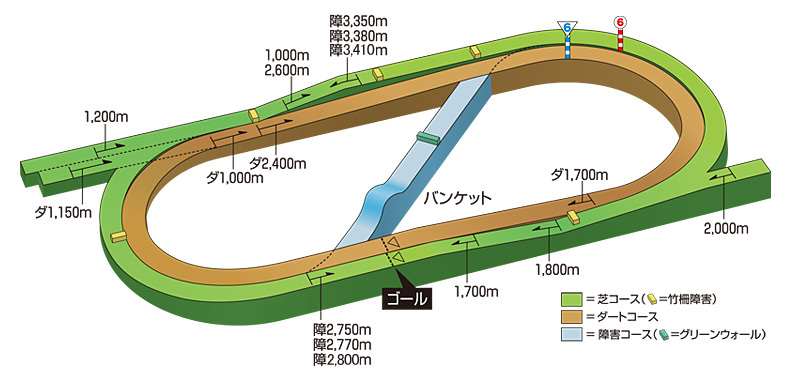 障3,350m
障3,380m
障3,410m
6
6
1,000m
2,600m
1,200m
ダ1,000m
ダ2,400m
ダ1,150m
バンケット
ダ1,700m
2,000m
1,800m
1,700m
ゴール
障2,750m
障2,770m
障2,800m
=芝コース(=竹柵障害)
=ダートコース
=障害コース(=グリーンウォール)